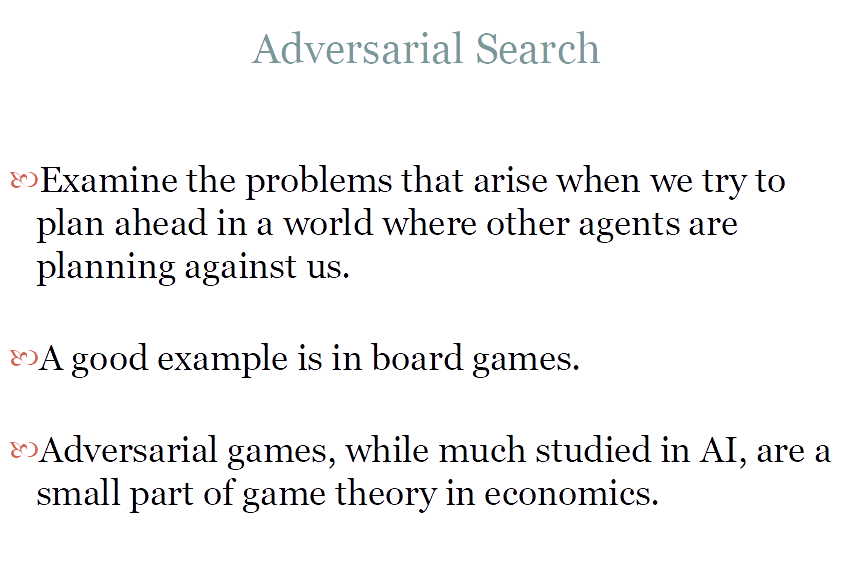 Adversarial Search
Examine the problems that arise when we try to
plan ahead in a world where other agents are
planning against us.
A good example is in board games.
Adversarial games, while much studied in AI, are a
small part of game theory in economics.